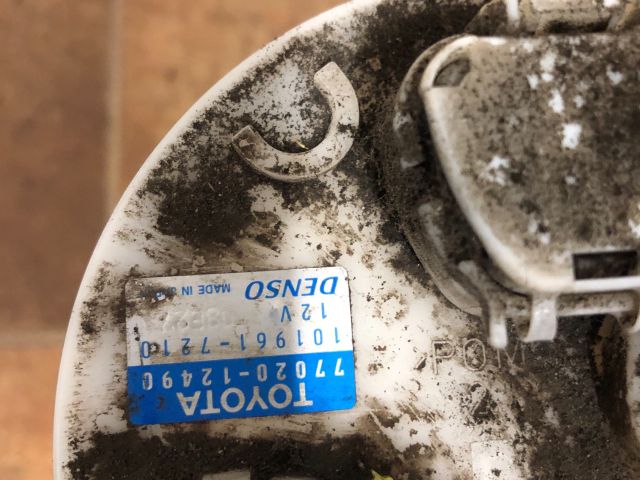 TOYOTA
77020-12490
101961-7210
12V
DENSO MADE IN
POM